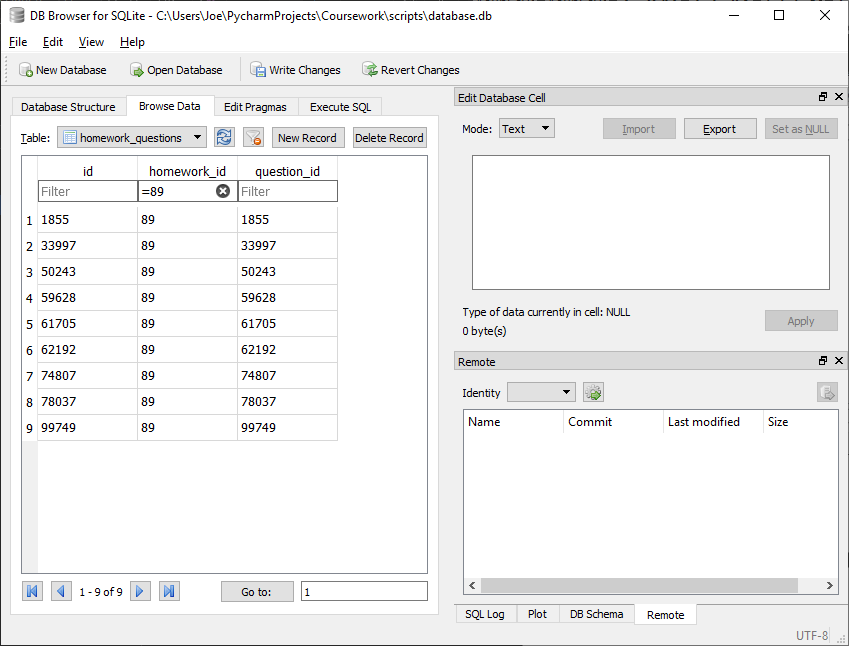 DB Browser for SQLite - C:\Users\Joe\PycharmProjects\Coursework\scripts\database.db
File Edit View Help
New Database Open Database Write Changes Revert Changes
Database Structure Browse Data Edit Pragmas Execute SQL
Table: homework_questions New Record Delete Record
id homework_id question_id
Filter =89 Filter
1 1855 89 1855
2 33997 89 33997
3 50243 89 50243
4 59628 89 59628
5 61705 89 61705
6 62192 89 62192
7 74807 89 74807
8 78037 89 78037
9 99749 89 99749
1 - 9 of 9 Go to: 1
Edit Database Cell
Mode: Text Import Export Set as NULL
Type of data currently in cell: NULL
0 byte(s)
Apply
Remote
Identity
Name Commit Last modified Size
SQL Log Plot DB Schema Remote
UTF-8